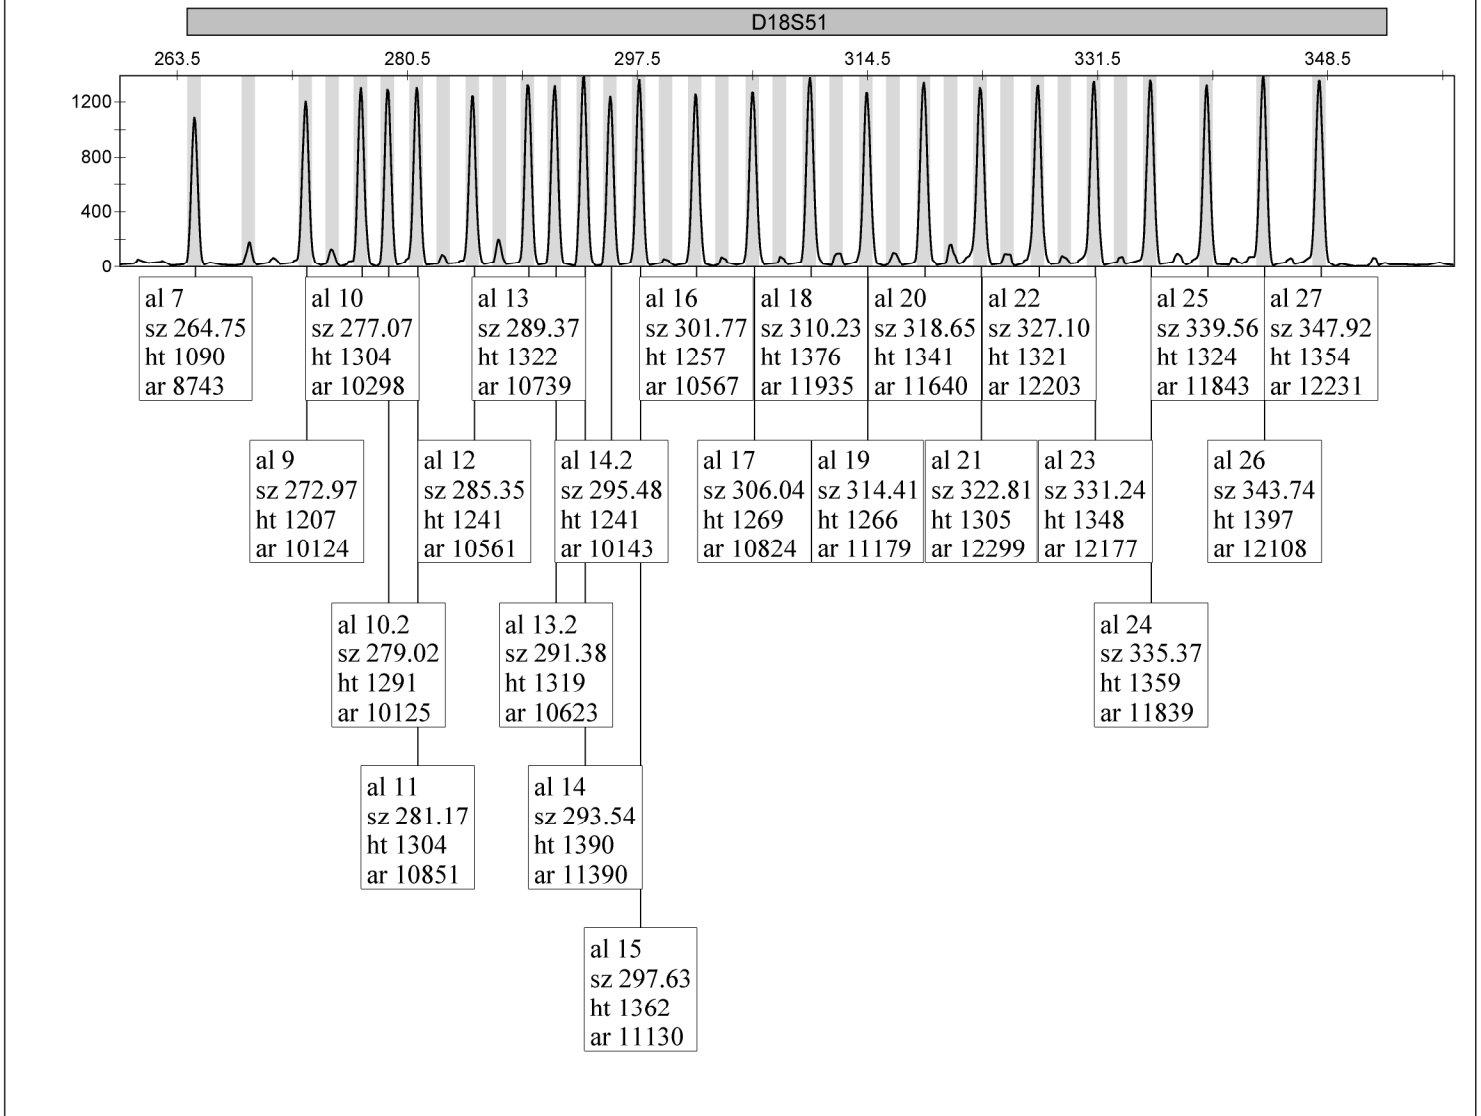 D18S51
263.5 280.5 297.5 314.5 331.5 348.5
1200
800
400
0
al 7
sz 264.75
ht 1090
ar 8743
al 10
sz 277.07
ht 1304
ar 10298
al 13
sz 289.37
ht 1322
ar 10739
al 16
sz 301.77
ht 1257
ar 10567
al 18
sz 310.23
ht 1376
ar 11935
al 20
sz 318.65
ht 1341
ar 11640
al 22
sz 327.10
ht 1321
ar 12203
al 25
sz 339.56
ht 1324
ar 11843
al 27
sz 347.92
ht 1354
ar 12231
al 9
sz 272.97
ht 1207
ar 10124
al 12
sz 285.35
ht 1241
ar 10561
al 14.2
sz 295.48
ht 1241
ar 10143
al 17
sz 306.04
ht 1269
ar 10824
al 19
sz 314.41
ht 1266
ar 11179
al 21
sz 322.81
ht 1305
ar 12299
al 23
sz 331.24
ht 1348
ar 12177
al 26
sz 343.74
ht 1397
ar 12108
al 10.2
sz 279.02
ht 1291
ar 10125
al 13.2
sz 291.38
ht 1319
ar 10623
al 24
sz 335.37
ht 1359
ar 11839
al 11
sz 281.17
ht 1304
ar 10851
al 14
sz 293.54
ht 1390
ar 11390
al 15
sz 297.63
ht 1362
ar 11130